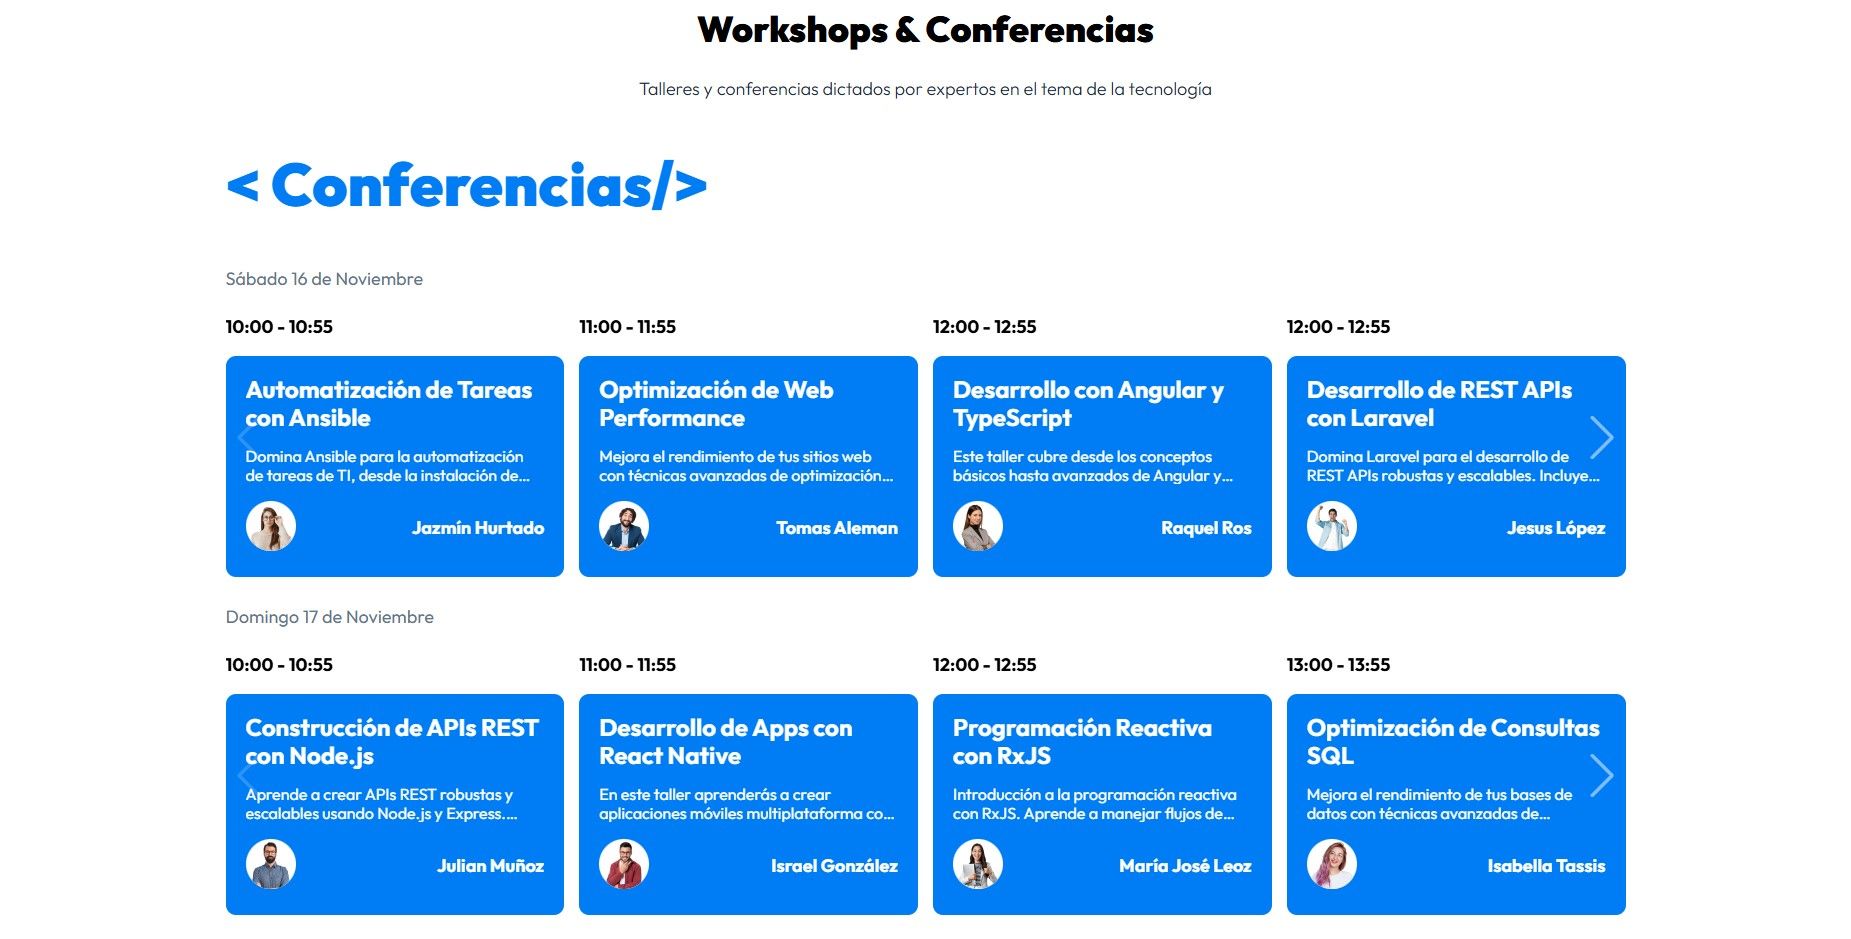 Workshops & Conferencias
Talleres y conferencias dictados por expertos en el tema de la tecnología
< Conferencias/>
Sábado 16 de Noviembre
10:00 - 10:55
Automatización de Tareas
con Ansible
Domina Ansible para la automatización
de tareas de TI, desde la instalación de...
Jazmín Hurtado
11:00 - 11:55
Optimización de Web
Performance
Mejora el rendimiento de tus sitios web
con técnicas avanzadas de optimización...
Tomas Aleman
12:00 - 12:55
Desarrollo con Angular y
TypeScript
Este taller cubre desde los conceptos
básicos hasta avanzados de Angular y...
Raquel Ros
12:00 - 12:55
Desarrollo de REST APIs
con Laravel
Domina Laravel para el desarrollo de
REST APIs robustas y escalables. Incluye...
Jesus López
Domingo 17 de Noviembre
10:00 - 10:55
Construcción de APIs REST
con Node.js
Aprende a crear APIs REST robustas y
escalables usando Node.js y Express....
Julian Muñoz
11:00 - 11:55
Desarrollo de Apps con
React Native
En este taller aprenderás a crear
aplicaciones móviles multiplataforma co...
Israel González
12:00 - 12:55
Programación Reactiva
con RxJS
Introducción a la programación reactiva
con RxJS. Aprende a manejar flujos de...
María José Leoz
13:00 - 13:55
Optimización de Consultas
SQL
Mejora el rendimiento de tus bases de
datos con técnicas avanzadas de...
Isabella Tassis